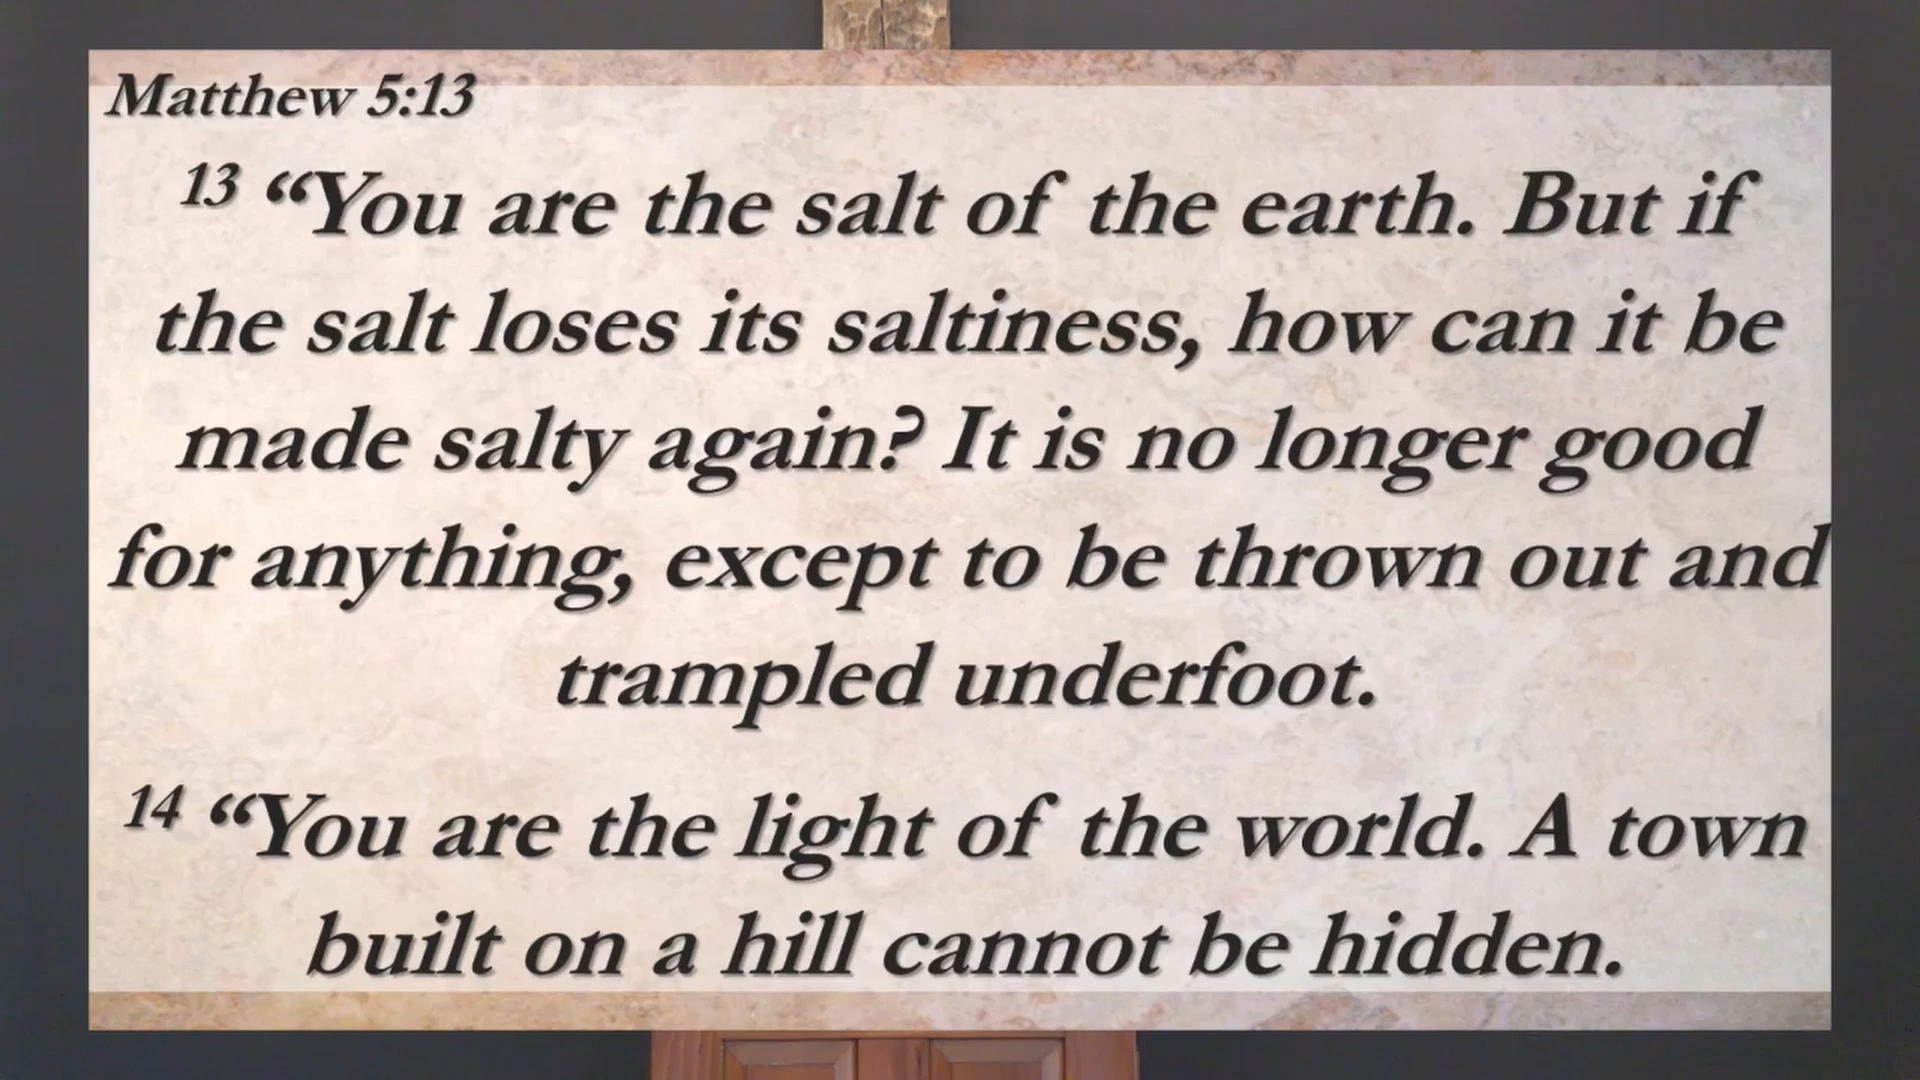 Matthew 5:13
13 “You are the salt of the earth. But if
the salt loses its saltiness, how can it be
made salty again? It is no longer good
for anything, except to be thrown out and
trampled underfoot.
14 “You are the light of the world. A town
built on a hill cannot be hidden.